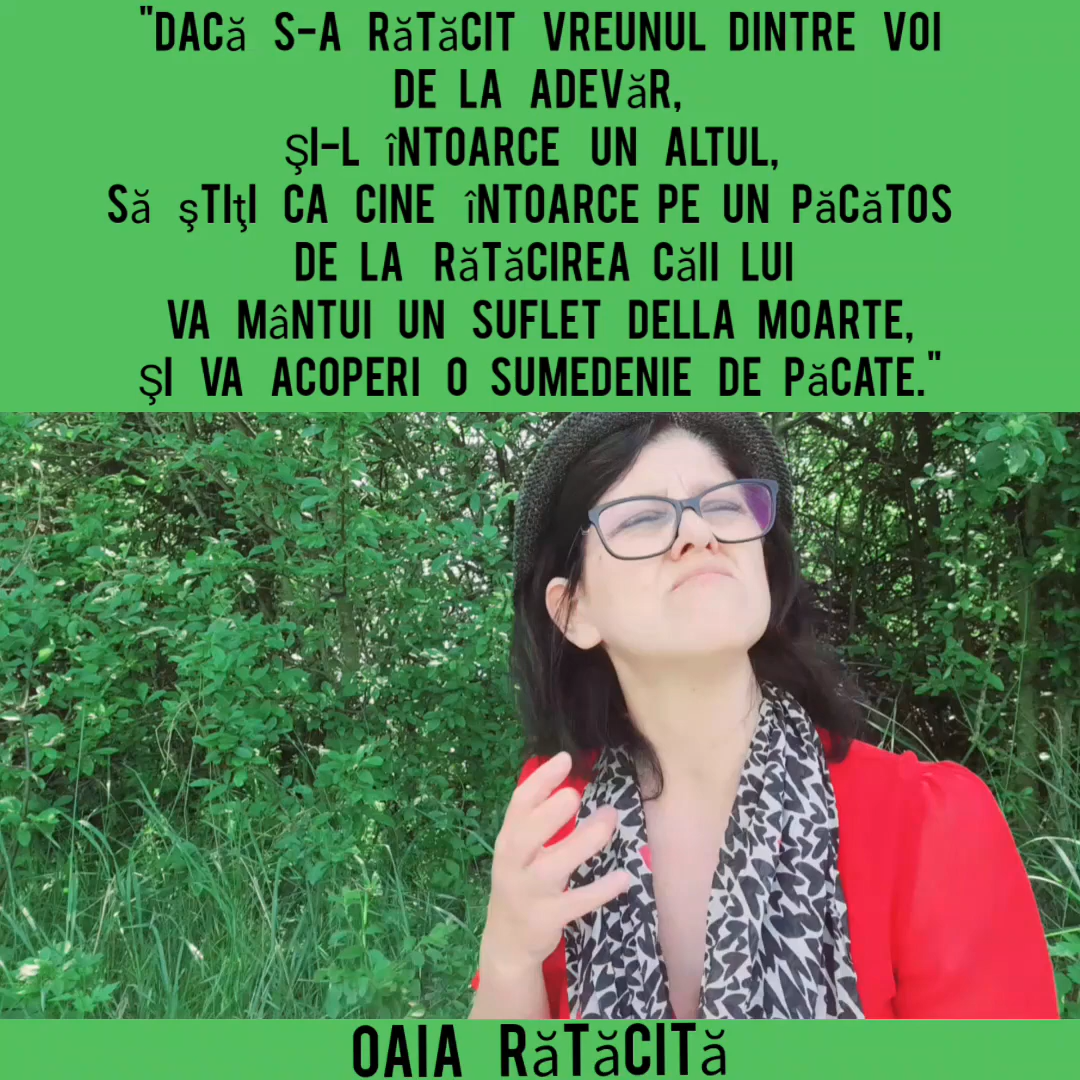 "DACă S-A RăTăCIT VREUNUL DINTRE VOI
DE LA ADEVăR,
ŞI-L îNTOARCE UN ALTUL,
Să şTIţI CA CINE îNTOARCE PE UN PăCăTOS
DE LA RăTăCIREA CăII LUI
VA MâNTUI UN SUFLET DELLA MOARTE,
ŞI VA ACOPERI O SUMEDENIE DE PăCATE."
OAIA RăTăCITă